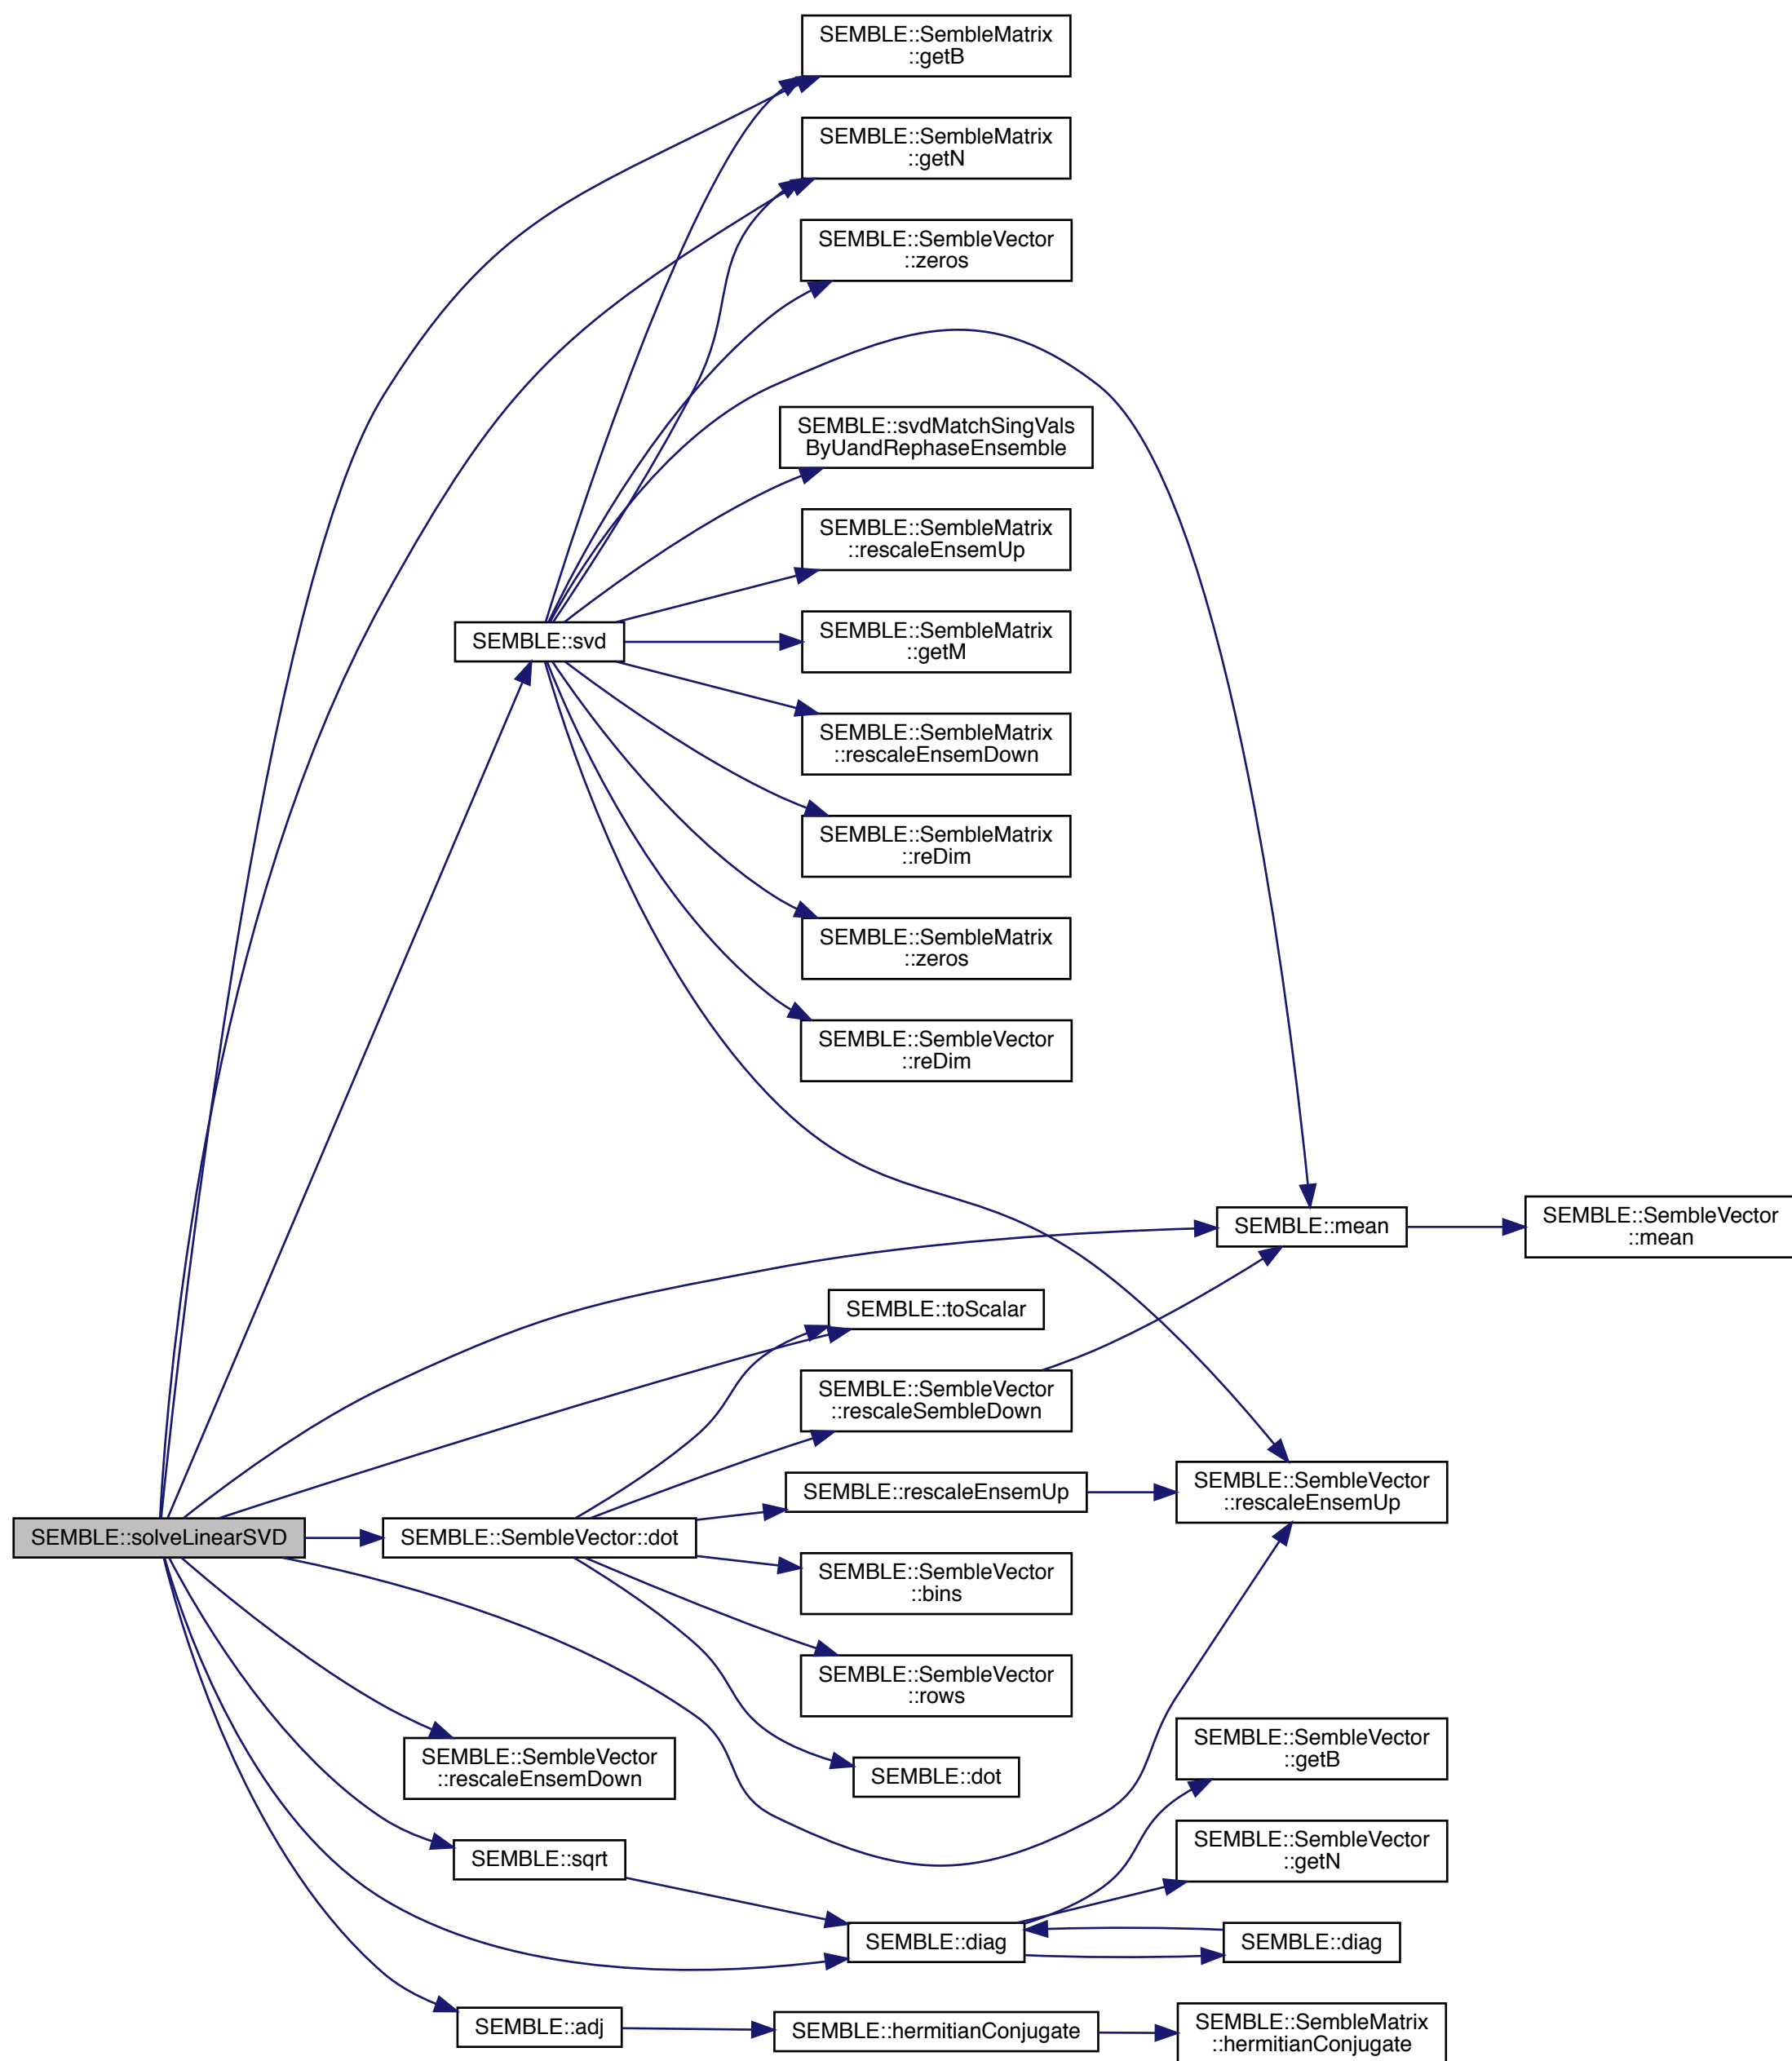 SEMBLE::SembleMatrix
::getB
SEMBLE::SembleMatrix
::getN
SEMBLE::SembleVector
::zeros
SEMBLE::svdMatchSingVals
ByUandRephaseEnsemble
SEMBLE::SembleMatrix
::rescaleEnsemUp
SEMBLE::svd
SEMBLE::SembleMatrix
::getM
SEMBLE::SembleMatrix
::rescaleEnsemDown
SEMBLE::SembleMatrix
::reDim
SEMBLE::SembleMatrix
::zeros
SEMBLE::SembleVector
::reDim
SEMBLE::mean
SEMBLE::SembleVector
::mean
SEMBLE::toScalar
SEMBLE::SembleVector
::rescaleSembleDown
SEMBLE::rescaleEnsemUp
SEMBLE::SembleVector
::rescaleEnsemUp
SEMBLE::solveLinearSVD
SEMBLE::SembleVector::dot
SEMBLE::SembleVector
::bins
SEMBLE::SembleVector
::rows
SEMBLE::SembleVector
::rescaleEnsemDown
SEMBLE::dot
SEMBLE::SembleVector
::getB
SEMBLE::sqrt
SEMBLE::SembleVector
::getN
SEMBLE::diag
SEMBLE::diag
SEMBLE::adj
SEMBLE::hermitianConjugate
SEMBLE::SembleMatrix
::hermitianConjugate